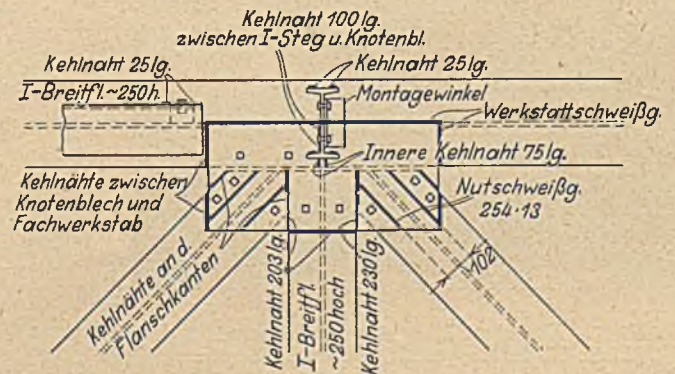 Kehlnaht 100 lg.
zwischen I-Steg u. Knotenbl.
Kehlnaht 25 lg.
Kehlnaht 25 lg.
I-Breitfl. ~250 h.
Montagewinkel
Werkstattschweißg.
Innere Kehlnaht 75 lg.
Kehlnähte zwischen
Knotenblech und
Fachwerkstab
Nutschweißg.
254·13
102
Kehlnähte an d.
Flanschkanten
Kehlnaht 203 lg.
I-Breitfl.
~250 hoch
Kehlnaht 230 lg.